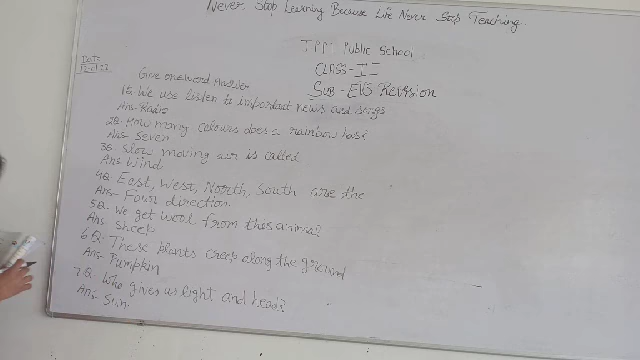 Never Stop Learning Because Life Never Stop Teaching.
Public School
CLASS-II
SUB-EVS Revision
Give one word Answer
1Q. We use listen is important news and songs
Ans- Radio
2Q. How many colours does a rainbow has?
Ans- Seven
3Q. Slow moving air is called
Ans- Wind
4Q. East, West, North, South are the
Ans- Four direction.
5Q. We get wool from this animal?
Ans- Sheep
6Q. These plants creep along the ground
Ans- Pumpkin
7Q. Who gives us light and head?
Ans- Sun